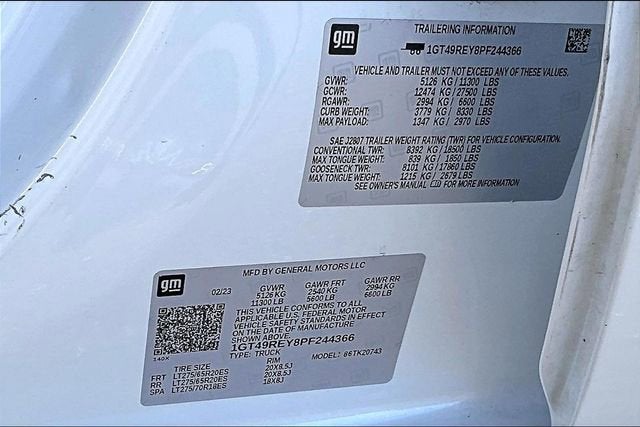 gm
TRAILERING INFORMATION
86 1GT49REY8PF244366
VEHICLE AND TRAILER MUST NOT EXCEED ANY OF THESE VALUES.
GVWR: 5126 KG / 11300 LBS
GCWR: 12474 KG / 27500 LBS
RGAWR: 2994 KG / 6600 LBS
CURB WEIGHT: 3779 KG / 8330 LBS
MAX PAYLOAD: 1347 KG / 2970 LBS
SAE J2807 TRAILER WEIGHT RATING (TWR) FOR VEHICLE CONFIGURATION.
CONVENTIONAL TWR: 8392 KG / 18500 LBS
MAX TONGUE WEIGHT: 839 KG / 1850 LBS
GOOSENECK TWR: 8101 KG / 17860 LBS
MAX TONGUE WEIGHT: 1215 KG / 2679 LBS
SEE OWNER'S MANUAL FOR MORE INFORMATION
gm
MFD BY GENERAL MOTORS LLC
02/23 GVWR GAWR FRT GAWR RR
5126 KG 2540 KG 2994 KG
11300 LB 5600 LB 6600 LB
THIS VEHICLE CONFORMS TO ALL
APPLICABLE U.S. FEDERAL MOTOR
VEHICLE SAFETY STANDARDS IN EFFECT
ON THE DATE OF MANUFACTURE
SHOWN ABOVE.
1GT49REY8PF244366
140X
TYPE: TRUCK MODEL: 86TK20743
TIRE SIZE RIM
FRT LT275/65R20ES 20X8.5J
RR LT275/65R20ES 20X8.5J
SPA LT275/70R18ES 18X8J